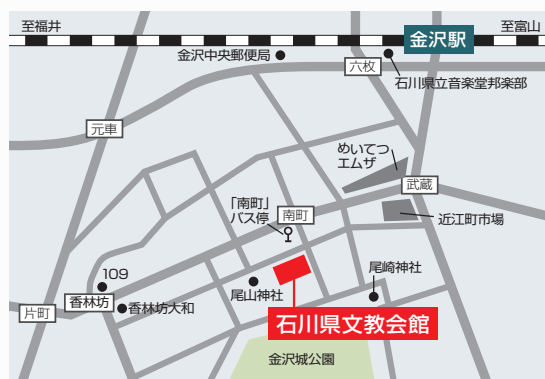 至福井
至富山
金沢駅
金沢中央郵便局
六枚
石川県立音楽堂邦楽部
元車
めいてつ
エムザ
武蔵
「南町」
バス停
南町
近江町市場
109
尾山神社
尾崎神社
香林坊
香林坊大和
片町
石川県文教会館
金沢城公園